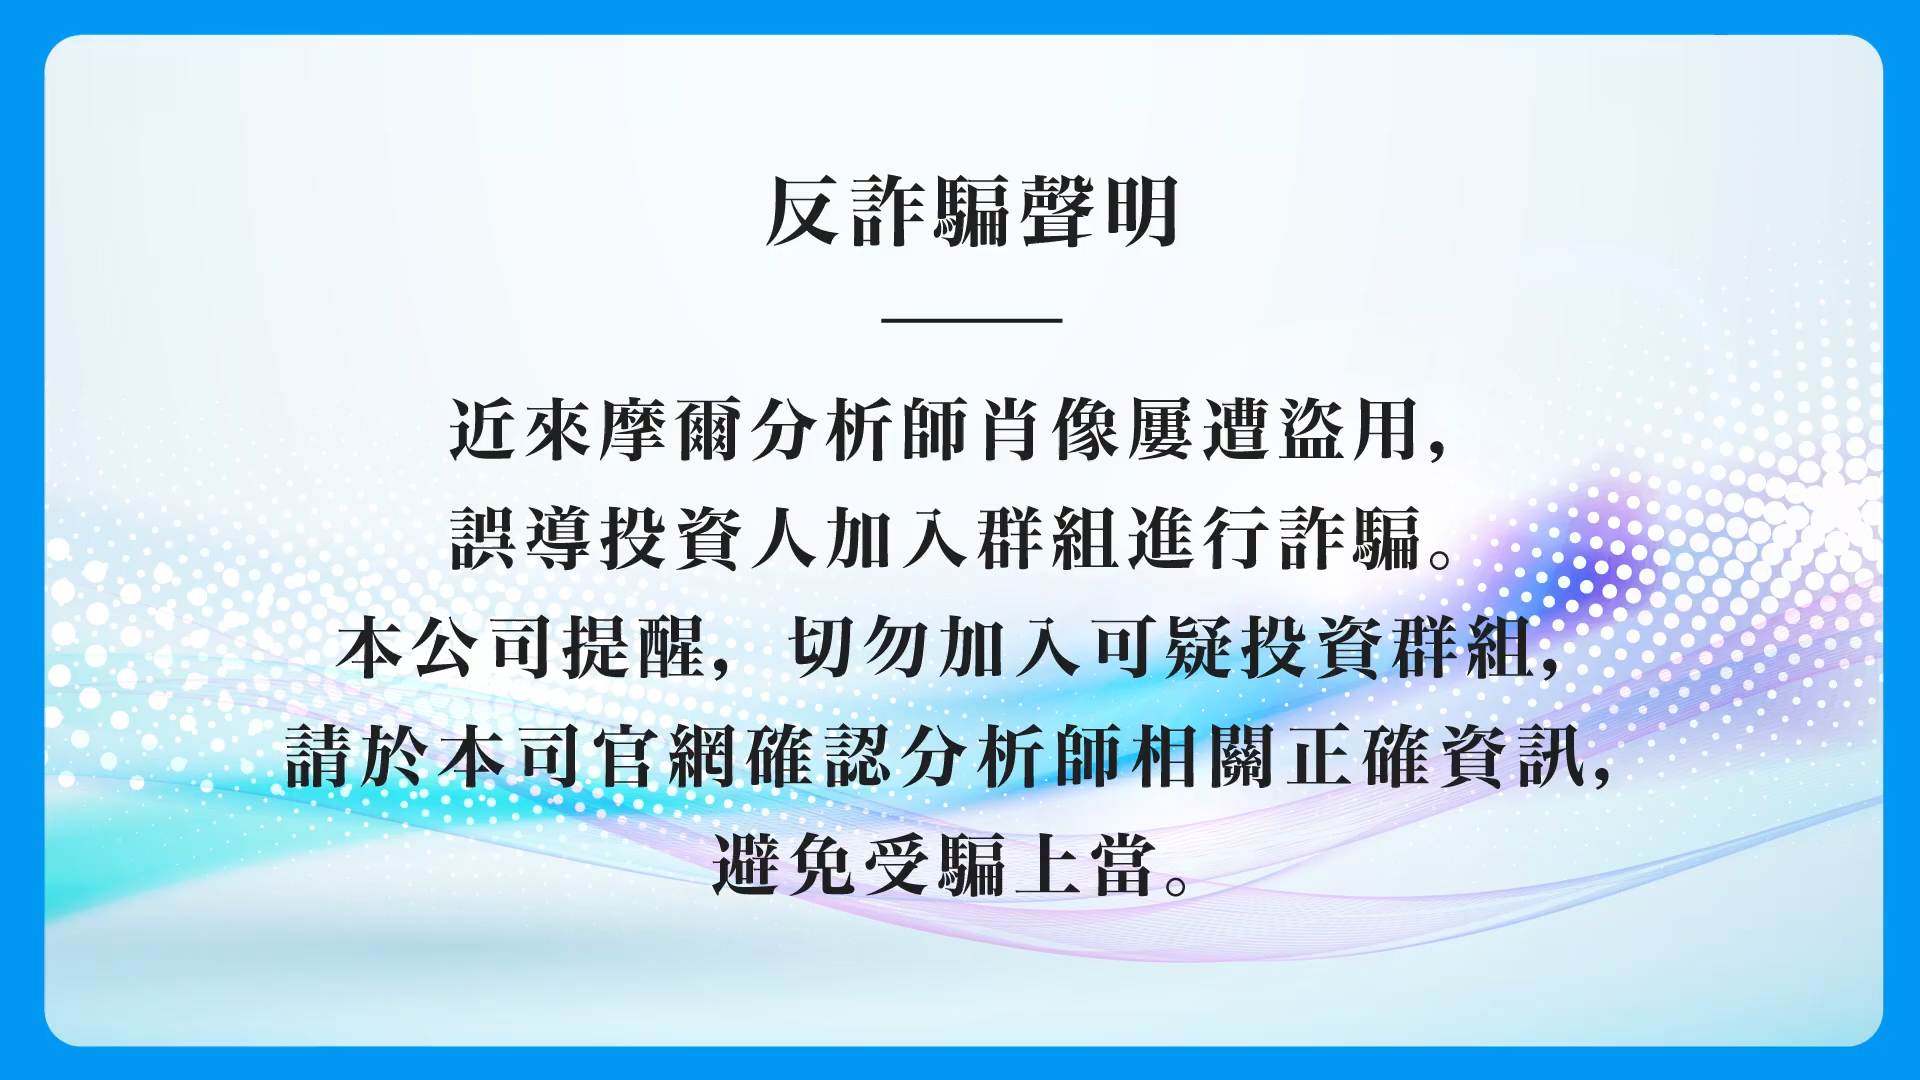 反詐騙聲明
近來摩爾分析師肖像屢遭盜用，
誤導投資人加入群組進行詐騙。
本公司提醒，切勿加入可疑投資群組，
請於本司官網確認分析師相關正確資訊，
避免受騙上當。